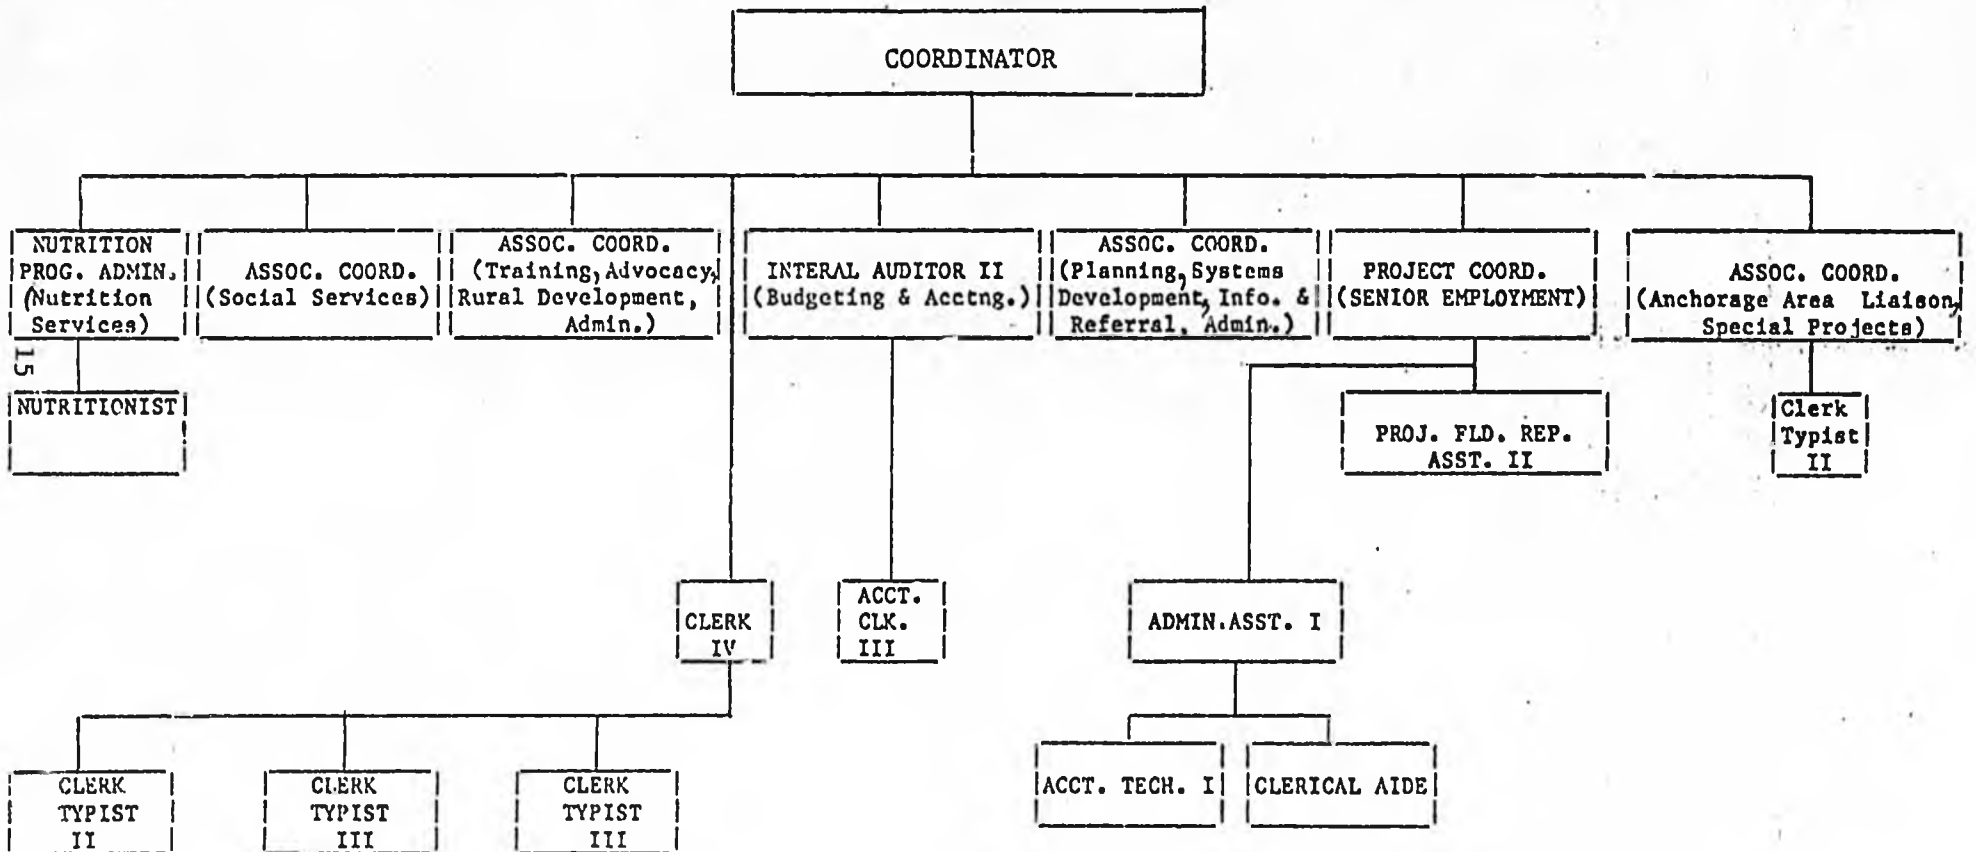 COORDINATOR
NUTRITION
PROG. ADMIN.
(Nutrition
Services)
ASSOC. COORD.
(Social Services)
ASSOC. COORD.
(Training, Advocacy,
Rural Development,
Admin.)
INTERAL AUDITOR II
(Budgeting & Acctng.)
ASSOC. COORD.
(Planning, Systems
Development, Info. &
Referral, Admin.)
PROJECT COORD.
(SENIOR EMPLOYMENT)
ASSOC. COORD.
(Anchorage Area Liaison,
Special Projects)
15
NUTRITIONIST
PROJ. FLD. REP.
ASST. II
Clerk
Typist
II
CLERK
IV
ACCT.
CLK.
III
ADMIN. ASST. I
CLERK
TYPIST
II
CLERK
TYPIST
III
CLERK
TYPIST
III
ACCT. TECH. I
CLERICAL AIDE